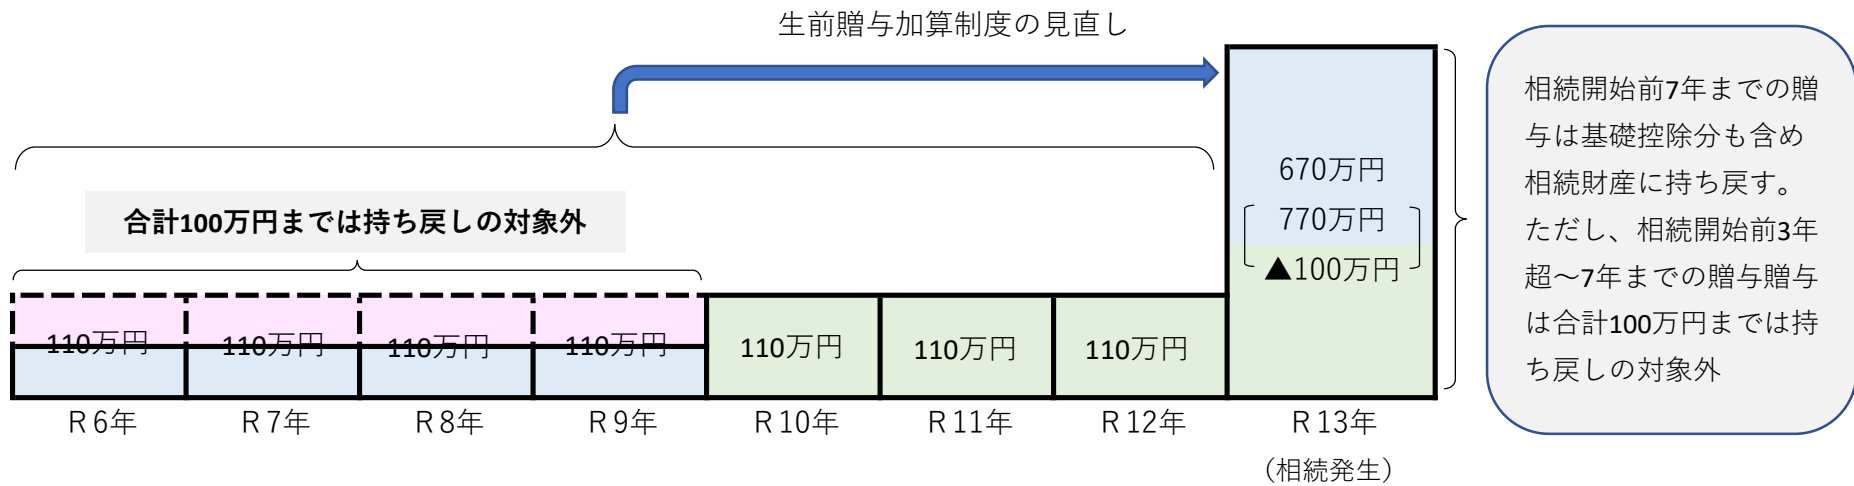 生前贈与加算制度の見直し
合計100万円までは持ち戻しの対象外
670万円
770万円
▲100万円
110万円
110万円
110万円
110万円
110万円
110万円
110万円
R6年
R7年
R8年
R9年
R10年
R11年
R12年
R13年
（相続発生）
相続開始前7年までの贈
与は基礎控除分も含め
相続財産に持ち戻す。
ただし、相続開始前3年
超～7年までの贈与贈与
は合計100万円までは持
ち戻しの対象外